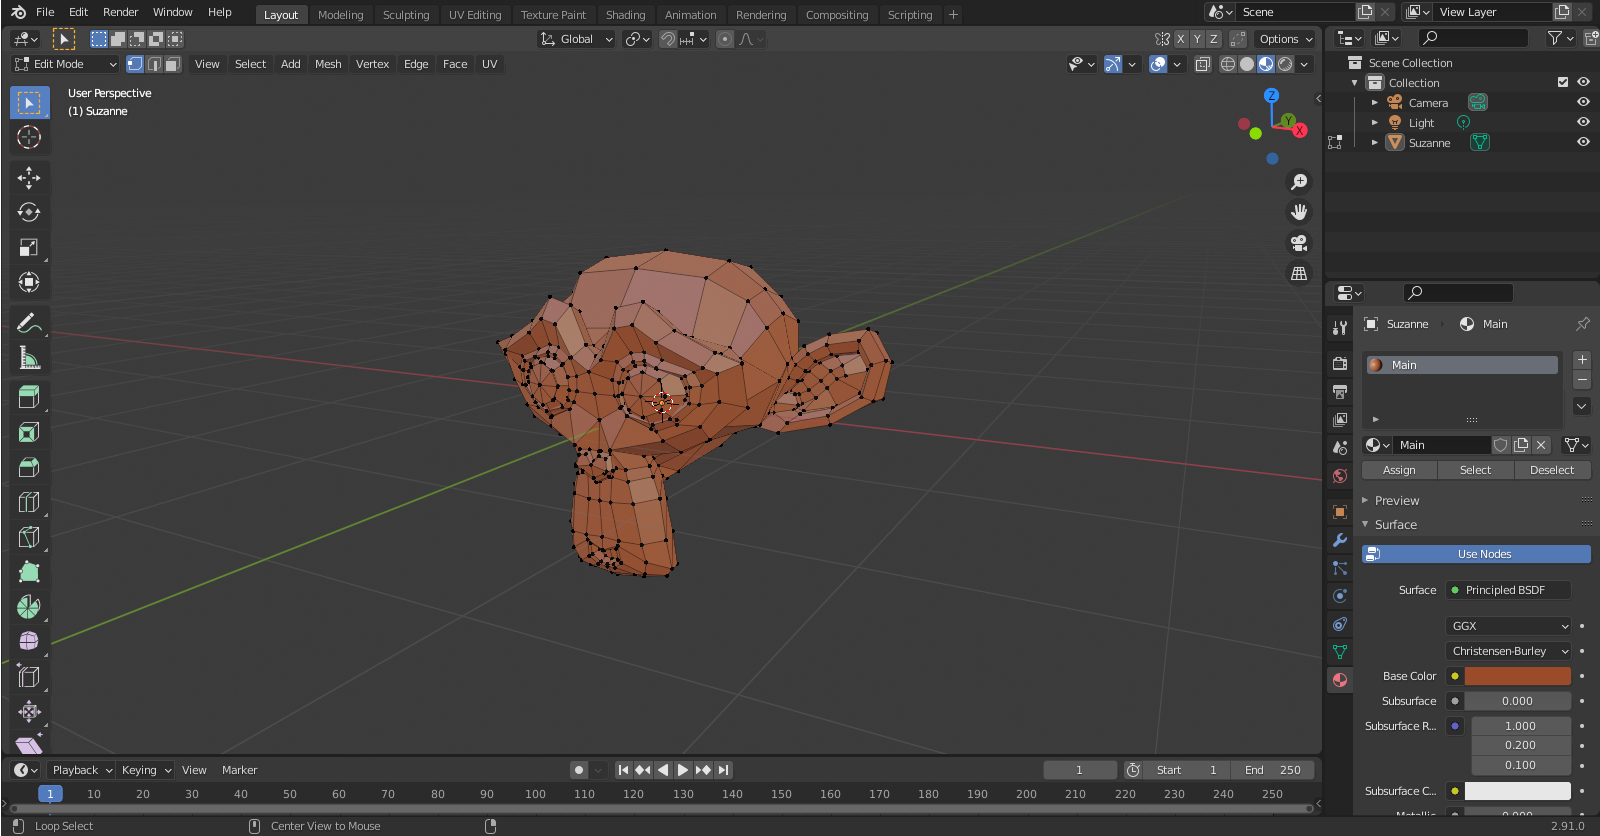 File Edit Render Window Help Layout Modeling Sculpting UV Editing Texture Paint Shading Animation Rendering Compositing Scripting + Scene View Layer
Global X Y Z Options
Edit Mode View Select Add Mesh Vertex Edge Face UV
User Perspective
(1) Suzanne
Z
Y
X
Scene Collection
Collection
Camera
Light
Suzanne
Suzanne Main
Main
Main
Assign Select Deselect
Preview
Surface
Use Nodes
Surface Principled BSDF
GGX
Christensen-Burley
Base Color
Subsurface 0.000
Subsurface R... 1.000
0.200
0.100
Subsurface C...
Metallic 0.000
Playback Keying View Marker 1 Start 1 End 250
1 10 20 30 40 50 60 70 80 90 100 110 120 130 140 150 160 170 180 190 200 210 220 230 240 250
Loop Select Center View to Mouse 2.91.0